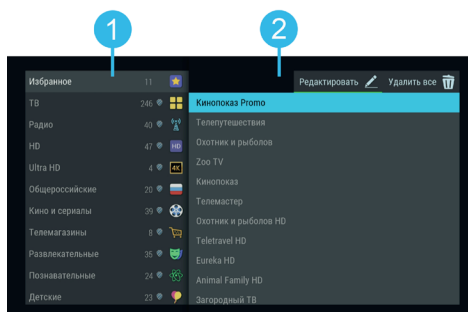 1
2
Избранное 11
Редактировать Удалить все
ТВ 246
Кинопоказ Promo
Радио 40
Телепутешествия
HD 47 HD
Охотник и рыболов
Ultra HD 4 4K
Zoo TV
Общероссийские 20
Кинопоказ
Кино и сериалы 39
Телемастер
Телемагазины 8
Охотник и рыболов HD
Развлекательные 35
Teletravel HD
Познавательные 24
Eureka HD
Детские 23
Animal Family HD
Загородный ТВ